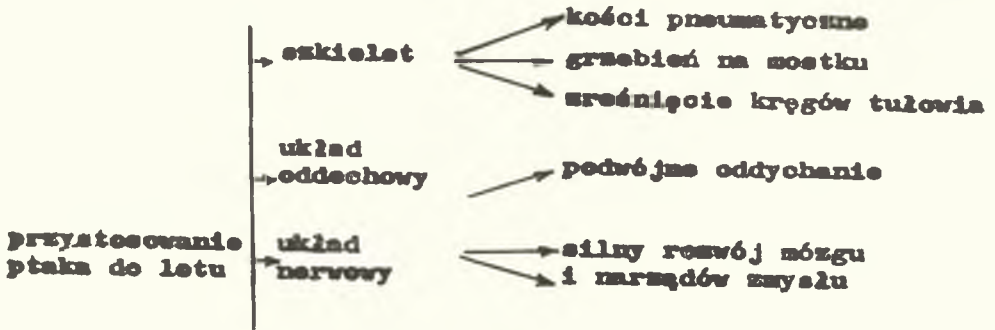 kości pneumatyczne
szkielet
grzebień na mostku
zrośnięcie kręgów tułowia
układ
oddechowy
podwójne oddychanie
przystosowanie
ptaka do lotu
układ
nerwowy
silny rozwój mózgu
i narządów zmysłu